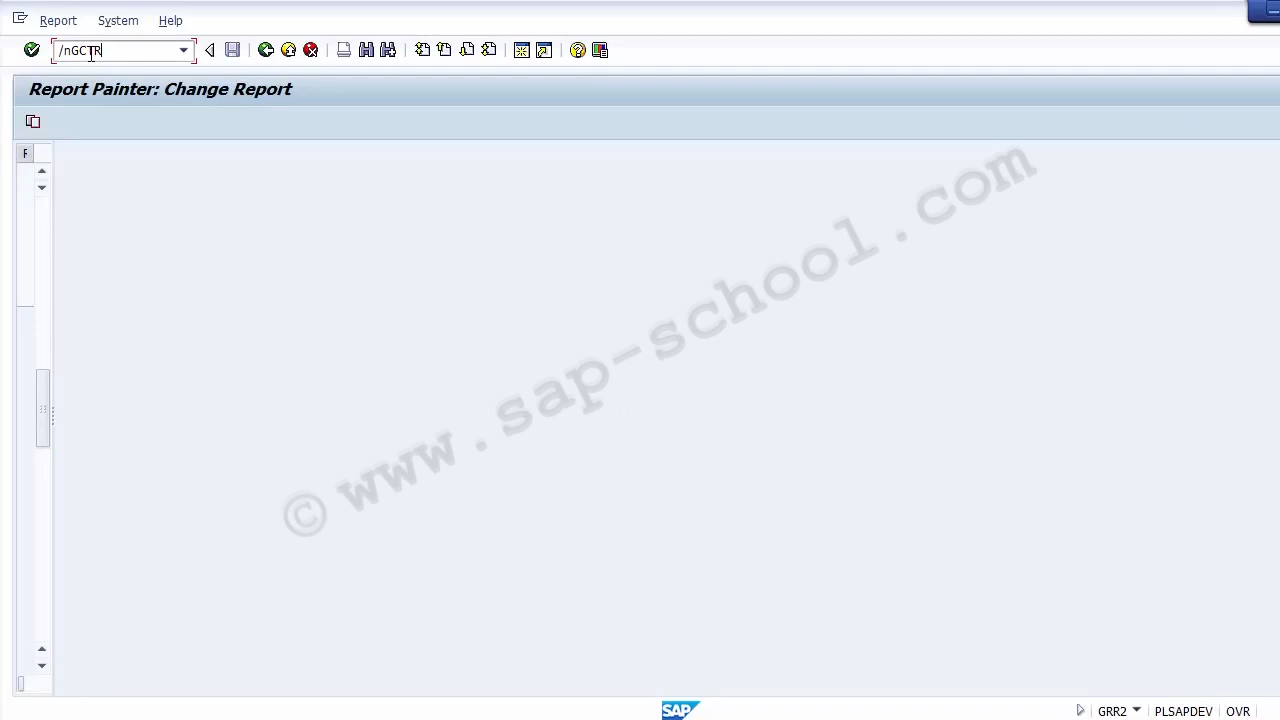 Report System Help
/nGCTR
Report Painter: Change Report
F
© www.sap-school.com
SAP GRR2 PLSAPDEV OVR